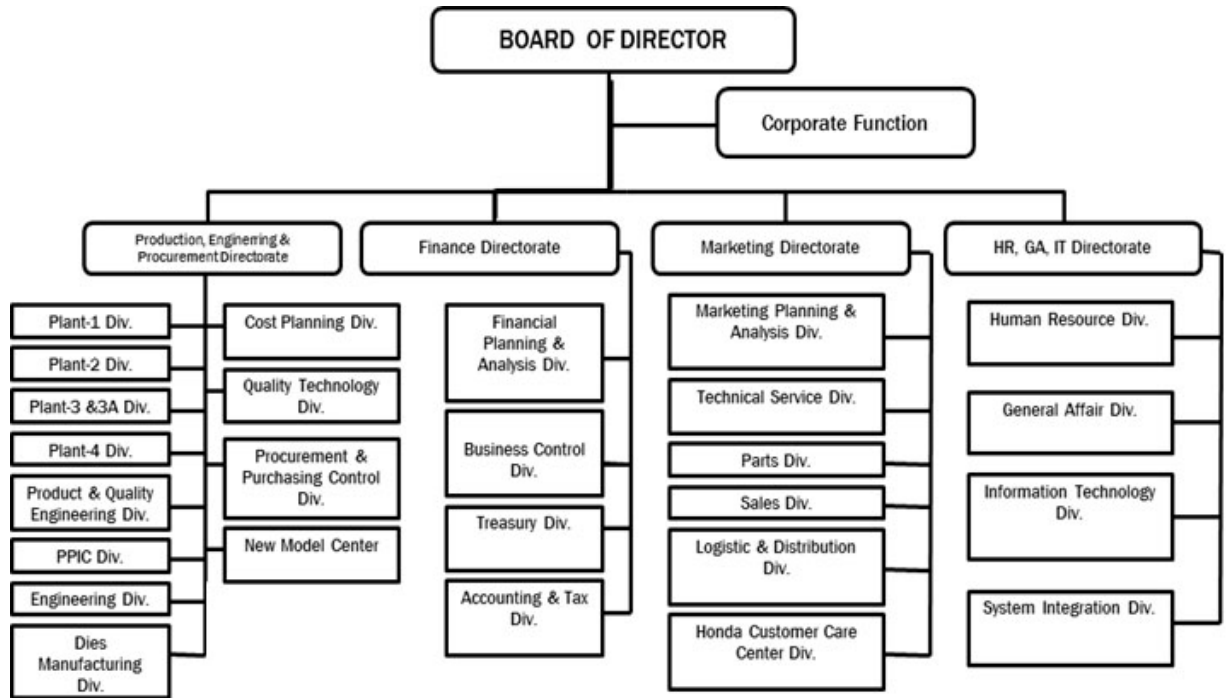 BOARD OF DIRECTOR
Corporate Function
Production, Enginerring &
Procurement Directorate
Finance Directorate
Marketing Directorate
HR, GA, IT Directorate
Plant-1 Div.
Plant-2 Div.
Plant-3 &3A Div.
Plant-4 Div.
Product & Quality
Engineering Div.
PPIC Div.
Engineering Div.
Dies
Manufacturing
Div.
Cost Planning Div.
Quality Technology
Div.
Procurement &
Purchasing Control
Div.
New Model Center
Financial
Planning &
Analysis Div.
Business Control
Div.
Treasury Div.
Accounting & Tax
Div.
Marketing Planning &
Analysis Div.
Technical Service Div.
Parts Div.
Sales Div.
Logistic & Distribution
Div.
Honda Customer Care
Center Div.
Human Resource Div.
General Affair Div.
Information Technology
Div.
System Integration Div.